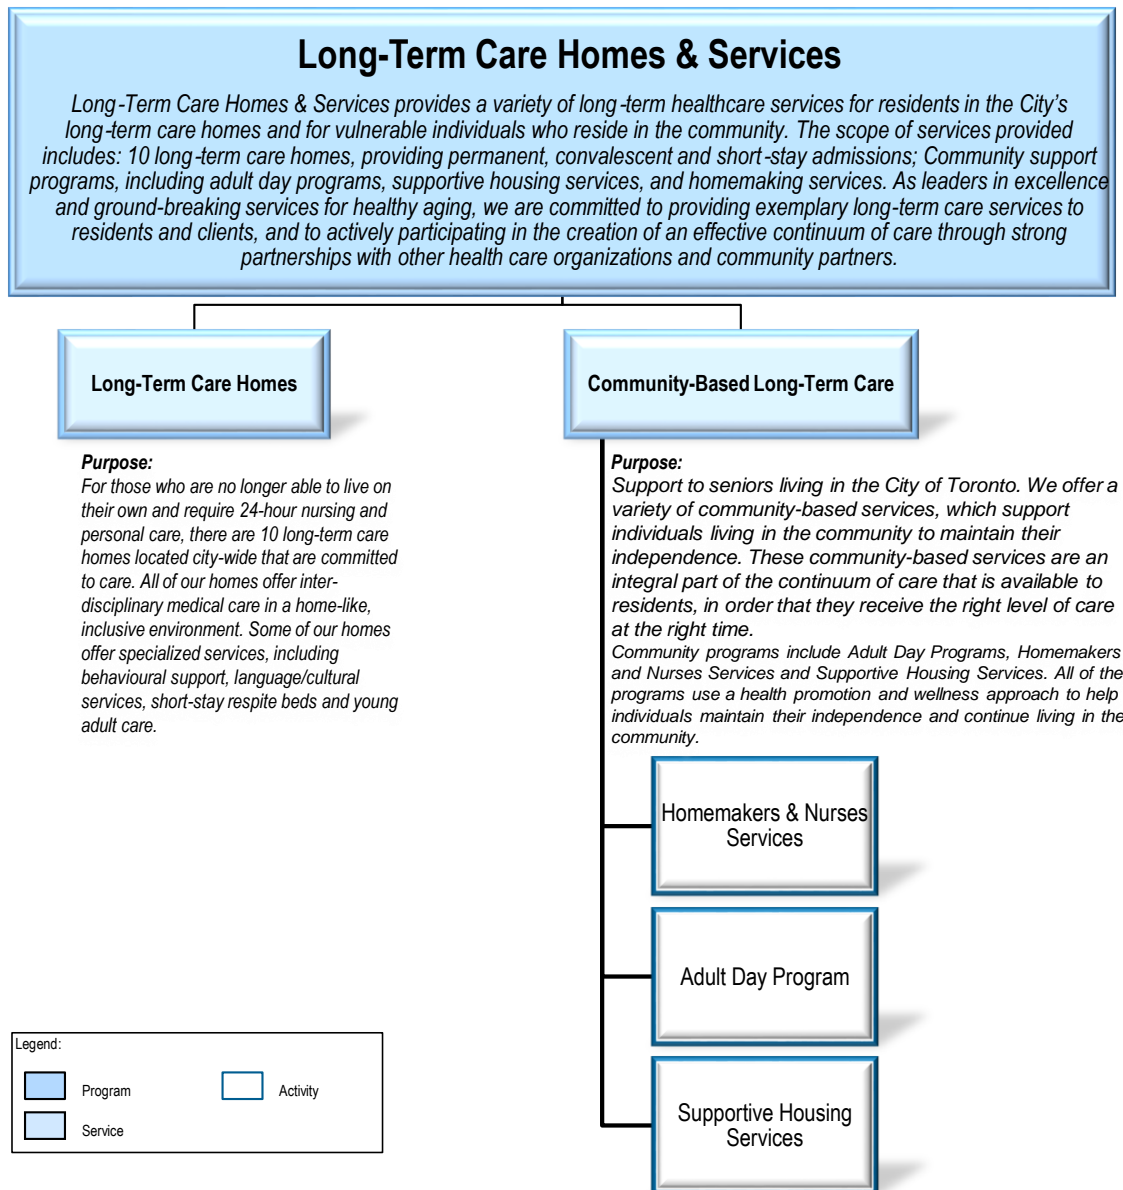 Long-Term Care Homes & Services
Long-Term Care Homes & Services provides a variety of long-term healthcare services for residents in the City's
long-term care homes and for vulnerable individuals who reside in the community. The scope of services provided
includes: 10 long-term care homes, providing permanent, convalescent and short-stay admissions; Community support
programs, including adult day programs, supportive housing services, and homemaking services. As leaders in excellence
and ground-breaking services for healthy aging, we are committed to providing exemplary long-term care services to
residents and clients, and to actively participating in the creation of an effective continuum of care through strong
partnerships with other health care organizations and community partners.
Long-Term Care Homes
Purpose:
For those who are no longer able to live on
their own and require 24-hour nursing and
personal care, there are 10 long-term care
homes located city-wide that are committed
to care. All of our homes offer inter-
disciplinary medical care in a home-like,
inclusive environment. Some of our homes
offer specialized services, including
behavioural support, language/cultural
services, short-stay respite beds and young
adult care.
Community-Based Long-Term Care
Purpose:
Support to seniors living in the City of Toronto. We offer a
variety of community-based services, which support
individuals living in the community to maintain their
independence. These community-based services are an
integral part of the continuum of care that is available to
residents, in order that they receive the right level of care
at the right time.
Community programs include Adult Day Programs, Homemakers
and Nurses Services and Supportive Housing Services. All of the
programs use a health promotion and wellness approach to help
individuals maintain their independence and continue living in the
community.
Homemakers & Nurses
Services
Adult Day Program
Supportive Housing
Services
Legend:
Program
Activity
Service